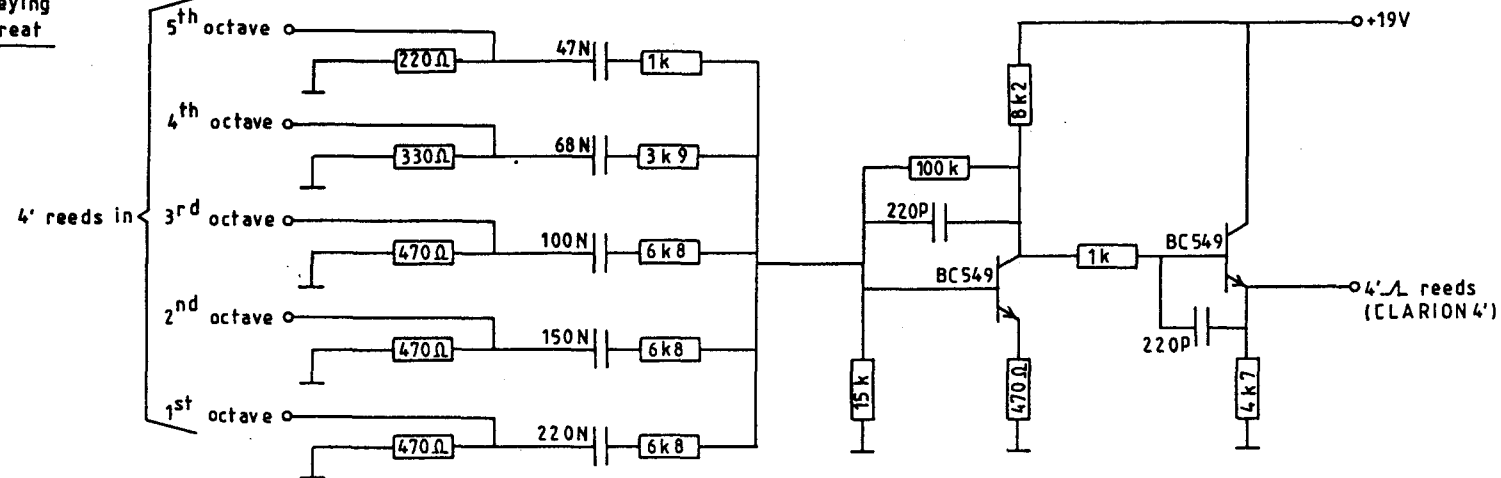 eying
reat
5th octave
220Ω
47N
1k
4th octave
330Ω
68N
3k9
4' reeds in
3rd octave
470Ω
100N
6k8
2nd octave
470Ω
150N
6k8
1st octave
470Ω
220N
6k8
+19V
8k2
100k
220P
BC549
1k
BC549
15k
470Ω
220P
4k7
4' reeds
(CLARION 4')